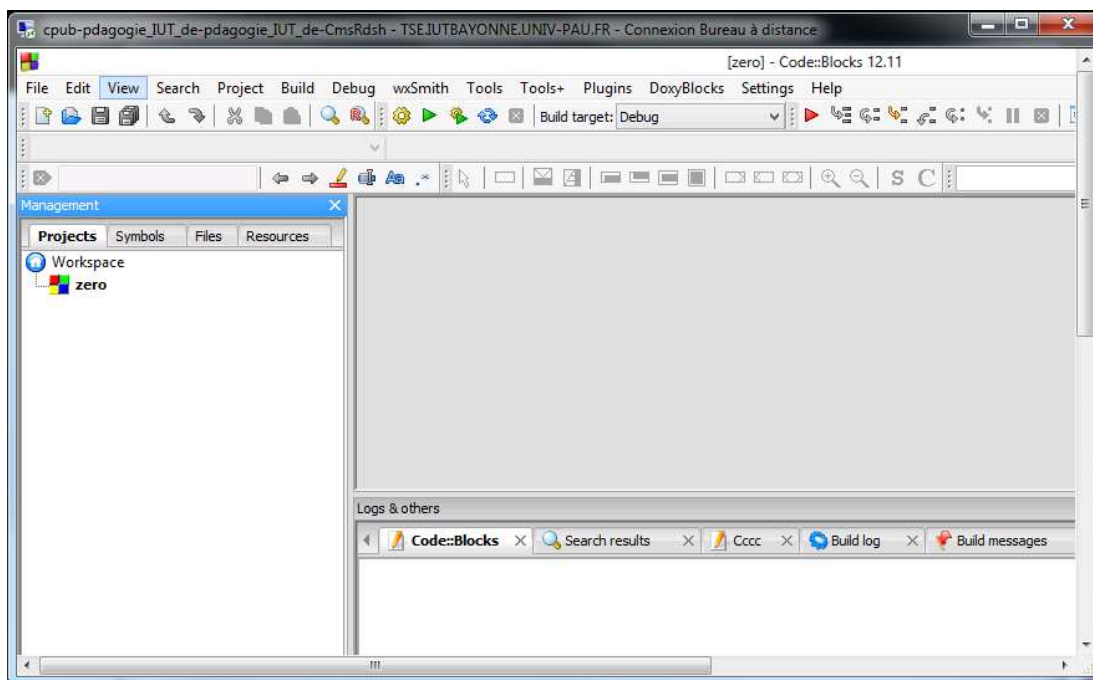 cpub-pdagogie_IUT_de-pdagogie_IUT_de-CmsRdsh - TSE.IUTBAYONNE.UNIV-PAU.FR - Connexion Bureau à distance
[zero] - Code::Blocks 12.11
File Edit View Search Project Build Debug wxSmith Tools Tools+ Plugins DoxyBlocks Settings Help
Build target: Debug
S C
Management
Projects Symbols Files Resources
Workspace
zero
Logs & others
Code::Blocks Search results Cccc Build log Build messages